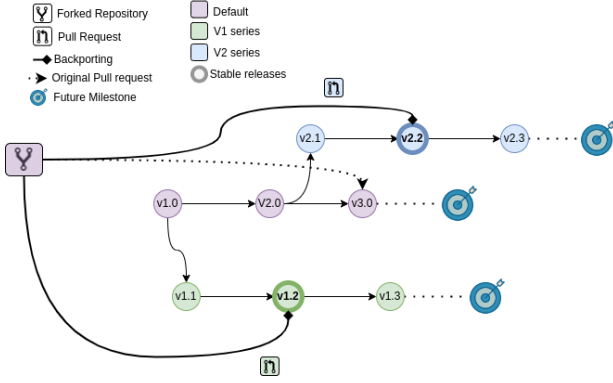 Forked Repository
Pull Request
Backporting
Original Pull request
Future Milestone
Default
V1 series
V2 series
Stable releases
v2.1
v2.2
v2.3
v1.0
V2.0
v3.0
v1.1
v1.2
v1.3